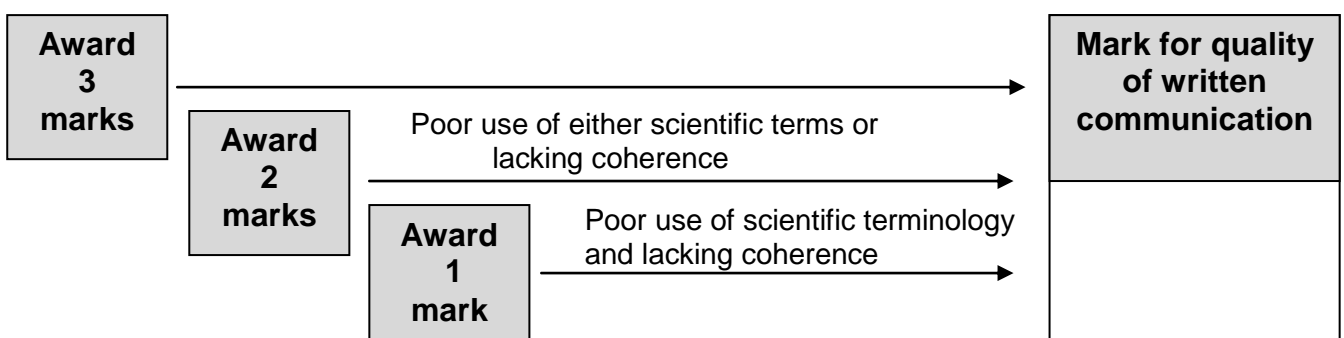 Award
3
marks
Mark for quality
of written
communication
Award
2
marks
Poor use of either scientific terms or
lacking coherence
Award
1
mark
Poor use of scientific terminology
and lacking coherence